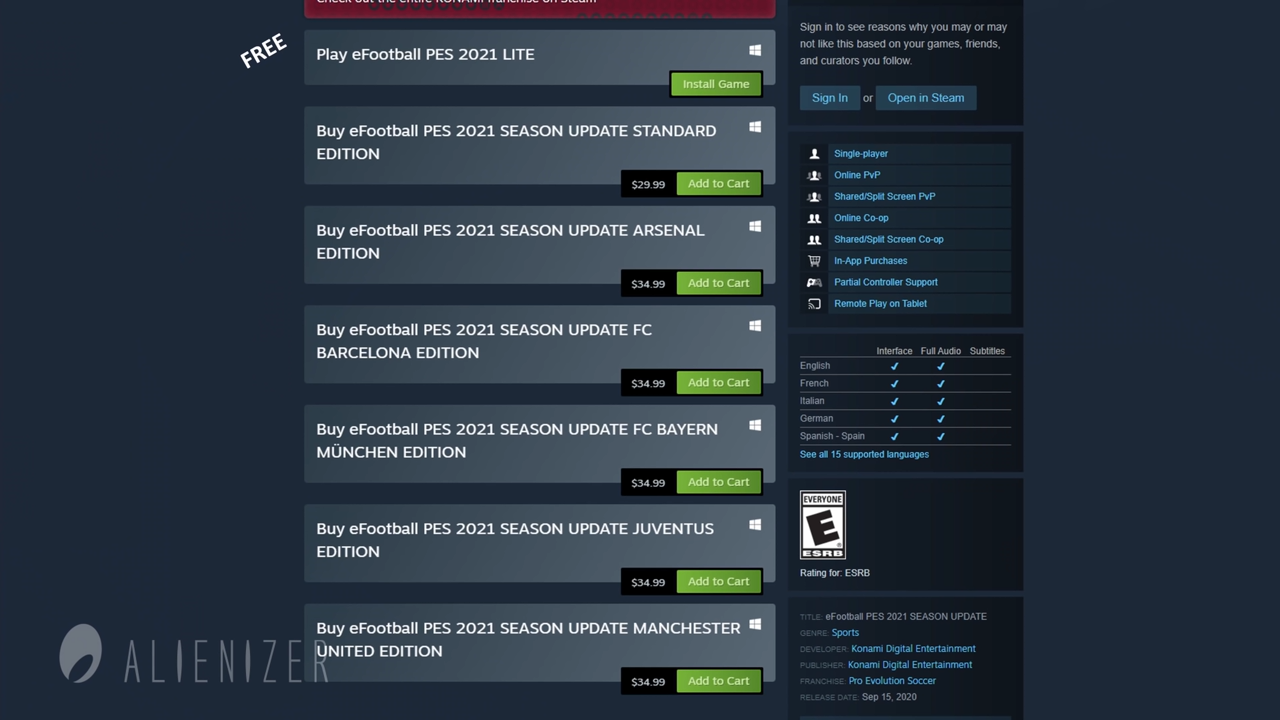 Check out the entire KONAMI franchise on Steam
FREE
Play eFootball PES 2021 LITE
Install Game
Buy eFootball PES 2021 SEASON UPDATE STANDARD
EDITION
$29.99 Add to Cart
Buy eFootball PES 2021 SEASON UPDATE ARSENAL
EDITION
$34.99 Add to Cart
Buy eFootball PES 2021 SEASON UPDATE FC
BARCELONA EDITION
$34.99 Add to Cart
Buy eFootball PES 2021 SEASON UPDATE FC BAYERN
MÜNCHEN EDITION
$34.99 Add to Cart
Buy eFootball PES 2021 SEASON UPDATE JUVENTUS
EDITION
$34.99 Add to Cart
Buy eFootball PES 2021 SEASON UPDATE MANCHESTER
UNITED EDITION
$34.99 Add to Cart
ALIENIZER
Sign in to see reasons why you may or may
not like this based on your games, friends,
and curators you follow.
Sign In or Open in Steam
Single-player
Online PvP
Shared/Split Screen PvP
Online Co-op
Shared/Split Screen Co-op
In-App Purchases
Partial Controller Support
Remote Play on Tablet
Interface Full Audio Subtitles
English ✔ ✔
French ✔ ✔
Italian ✔ ✔
German ✔ ✔
Spanish - Spain ✔ ✔
See all 15 supported languages
EVERYONE
E
ESRB
Rating for: ESRB
TITLE: eFootball PES 2021 SEASON UPDATE
GENRE: Sports
DEVELOPER: Konami Digital Entertainment
PUBLISHER: Konami Digital Entertainment
FRANCHISE: Pro Evolution Soccer
RELEASE DATE: Sep 15, 2020